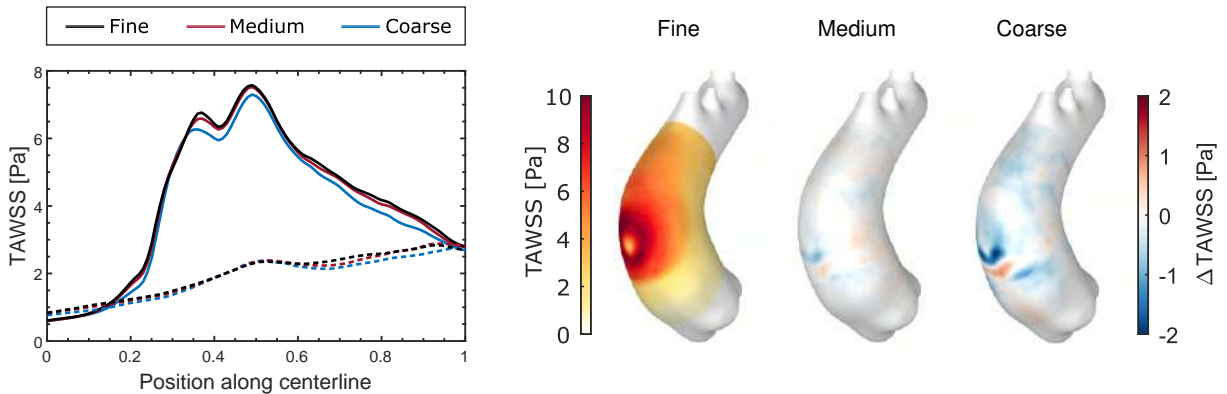 Fine Medium Coarse
TAWSS [Pa]
8
6
4
2
0
0 0.2 0.4 0.6 0.8 1
Position along centerline
Fine Medium Coarse
TAWSS [Pa]
10
8
6
4
2
0
2
1
0
-1
-2
Δ TAWSS [Pa]